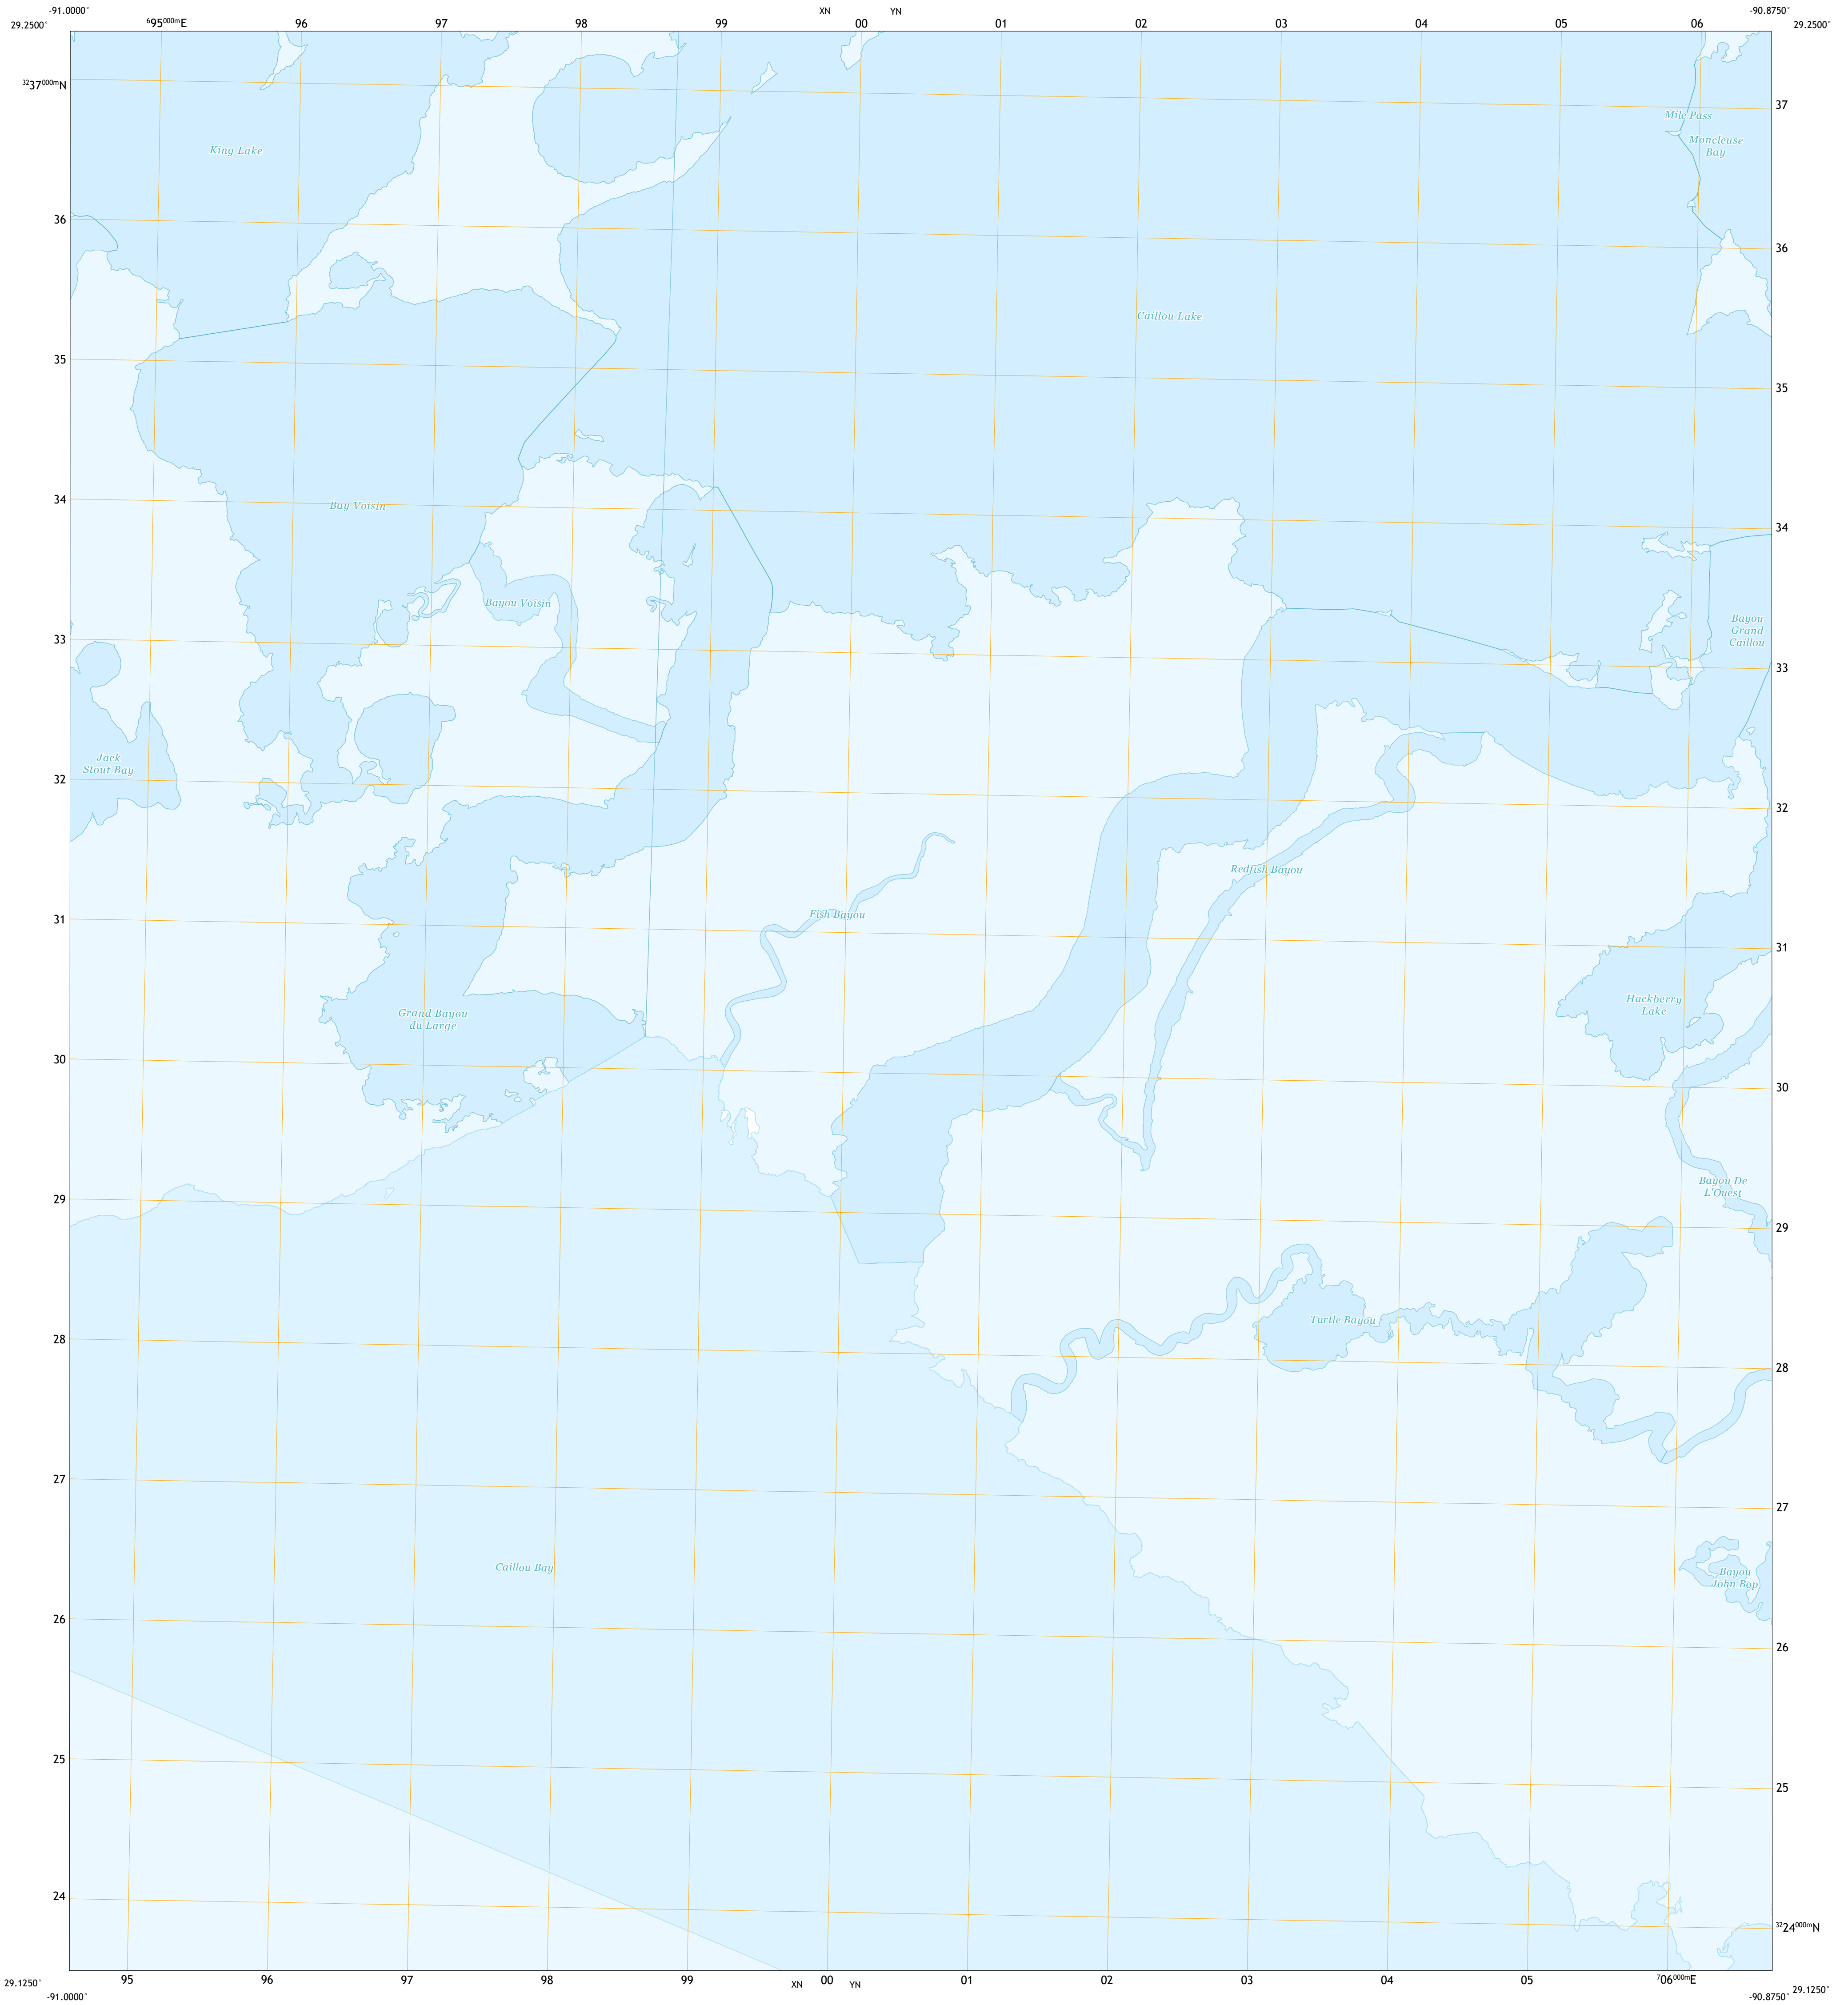 -91.0000° XN YN -90.8750°
29.2500° ⁶95⁰⁰⁰ᵐE 96 97 98 99 00 01 02 03 04 05 06 29.2500°
³²37⁰⁰⁰ᵐN
37
Mile Pass
Moncleuse
Bay
King Lake
36
36
Caillou Lake
35
35
34
Bay Voisin
34
Bayou Voisin
Bayou
Grand
Caillou
33
33
Jack
Stout Bay
32
32
Redfish Bayou
Fish Bayou
31
31
Hackberry
Lake
Grand Bayou
du Large
30
30
Bayou De
L'Ouest
29
29
Turtle Bayou
28
28
27
27
Caillou Bay
Bayou
John Bop
26
26
25
25
24
³²24⁰⁰⁰ᵐN
95 96 97 98 99 00 01 02 03 04 05 ⁷06⁰⁰⁰ᵐE
29.1250° XN YN 29.1250°
-91.0000° -90.8750°